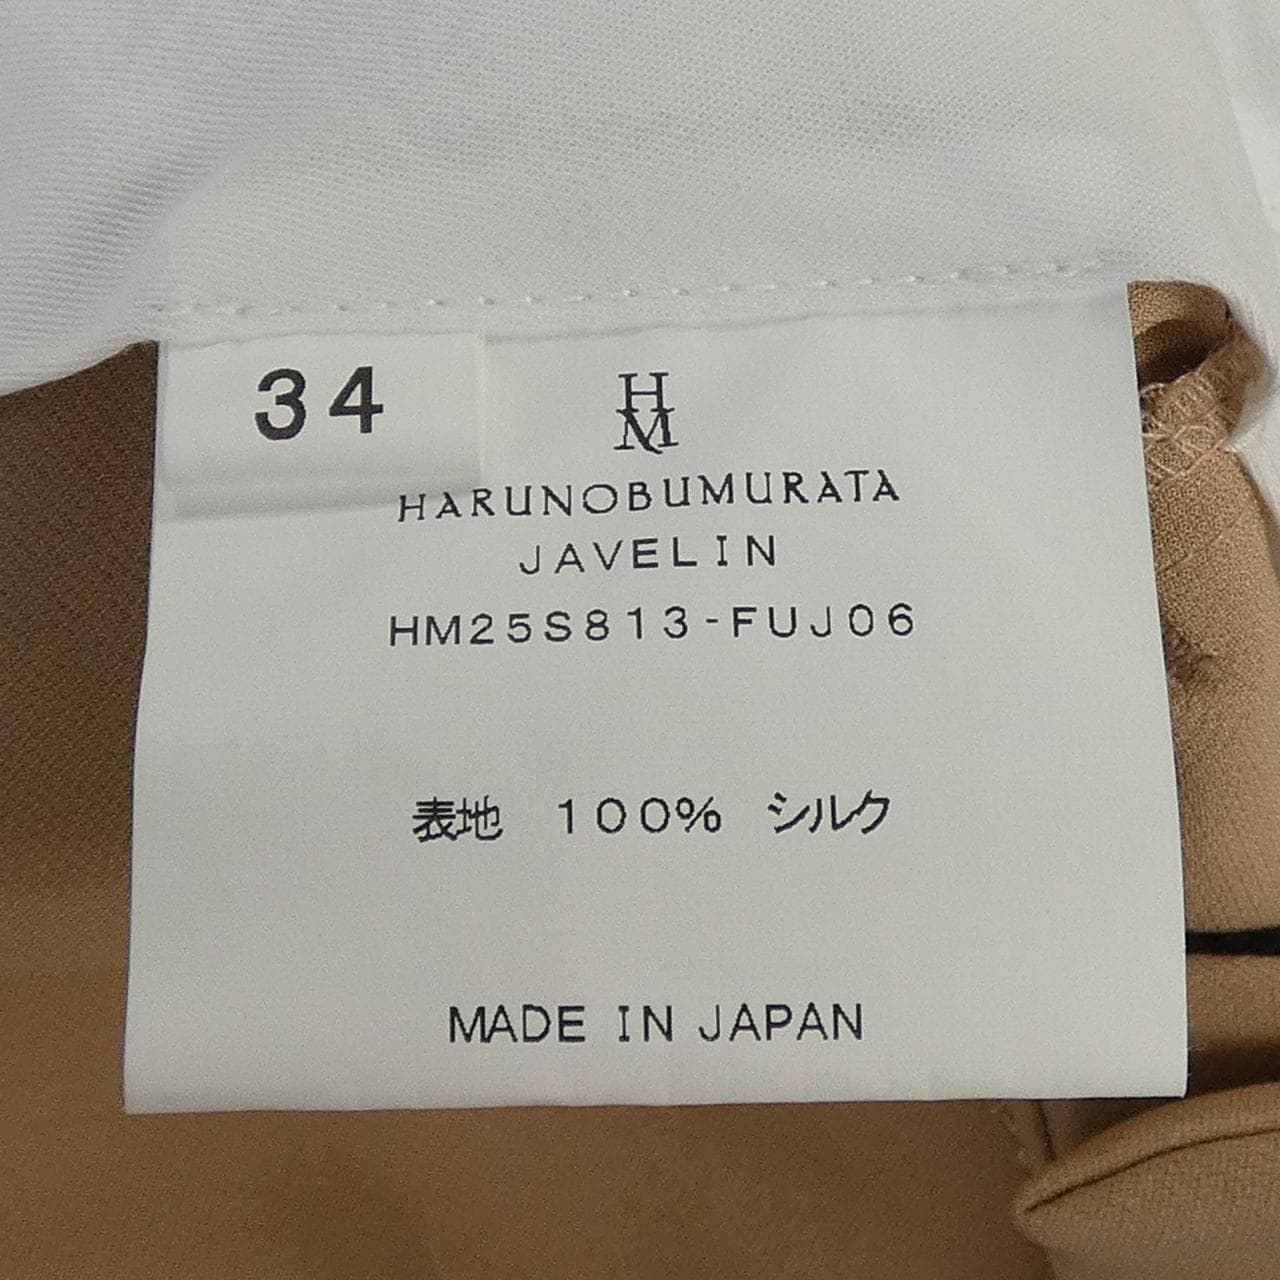 34
HM
HARUNOBUMURATA
JAVELIN
HM25S813-FUJ06
表地 100% シルク
MADE IN JAPAN